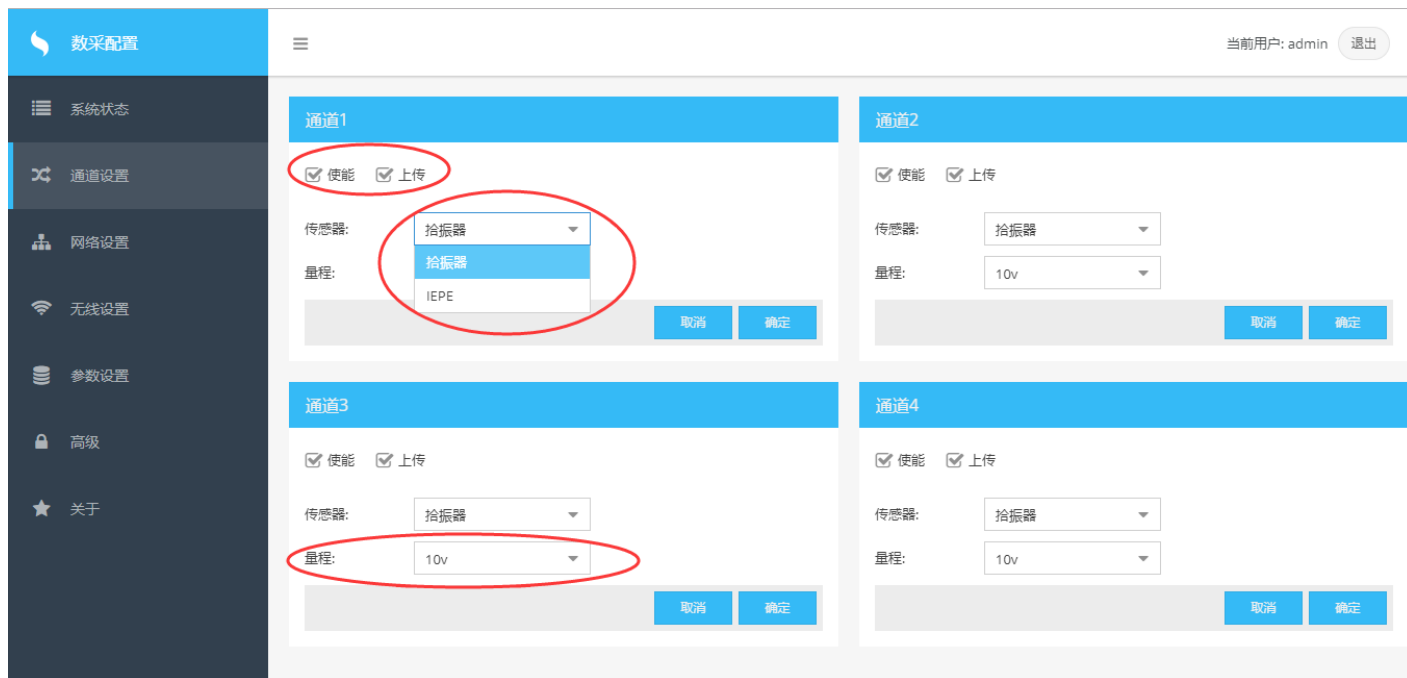 数采配置
当前用户: admin 退出
系统状态
通道设置
网络设置
无线设置
参数设置
高级
关于
通道1
使能 上传
传感器: 拾振器
拾振器
IEPE
量程:
取消 确定
通道2
使能 上传
传感器: 拾振器
量程: 10v
取消 确定
通道3
使能 上传
传感器: 拾振器
量程: 10v
取消 确定
通道4
使能 上传
传感器: 拾振器
量程: 10v
取消 确定